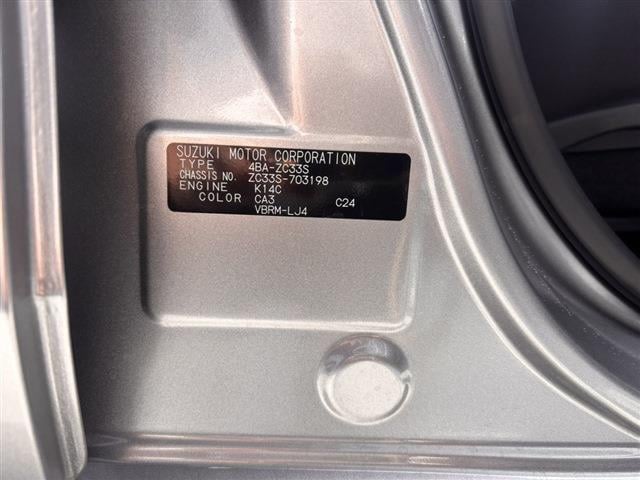 SUZUKI MOTOR CORPORATION
TYPE 4BA-ZC33S
CHASSIS NO. ZC33S-703198
ENGINE K14C
COLOR CA3 C24
VBRM-LJ4